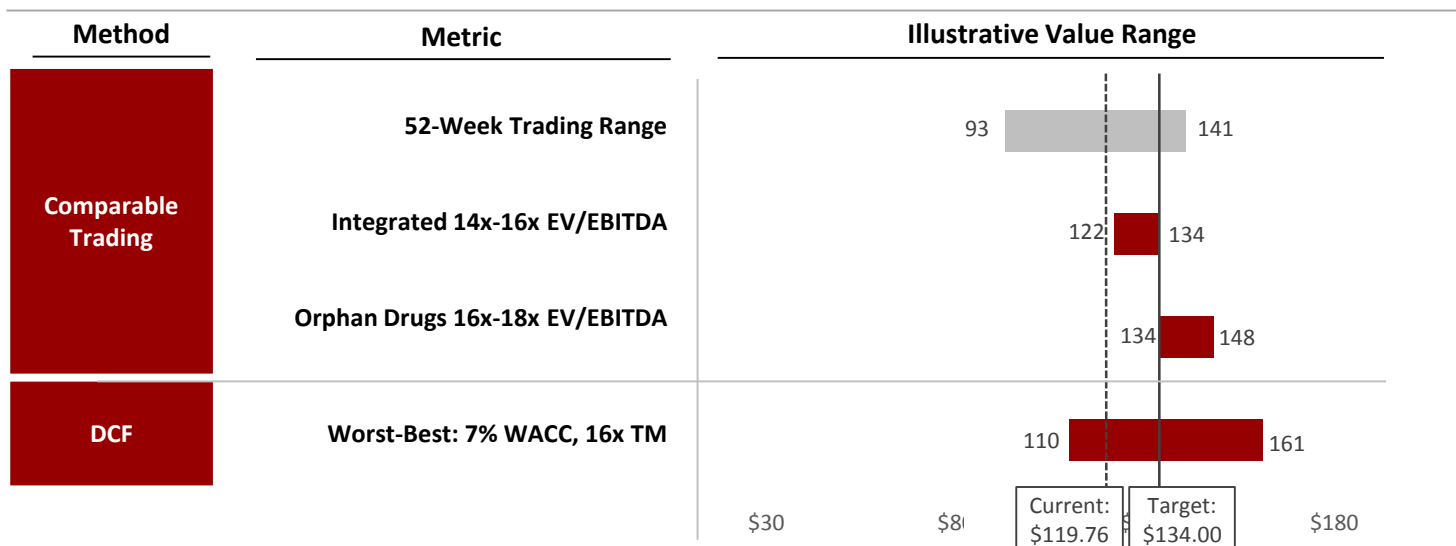 Method
Metric
Illustrative Value Range
Comparable
Trading
52-Week Trading Range
93
141
Integrated 14x-16x EV/EBITDA
122
134
Orphan Drugs 16x-18x EV/EBITDA
134
148
DCF
Worst-Best: 7% WACC, 16x TM
110
161
$30
Current:
$119.76
Target:
$134.00
$180